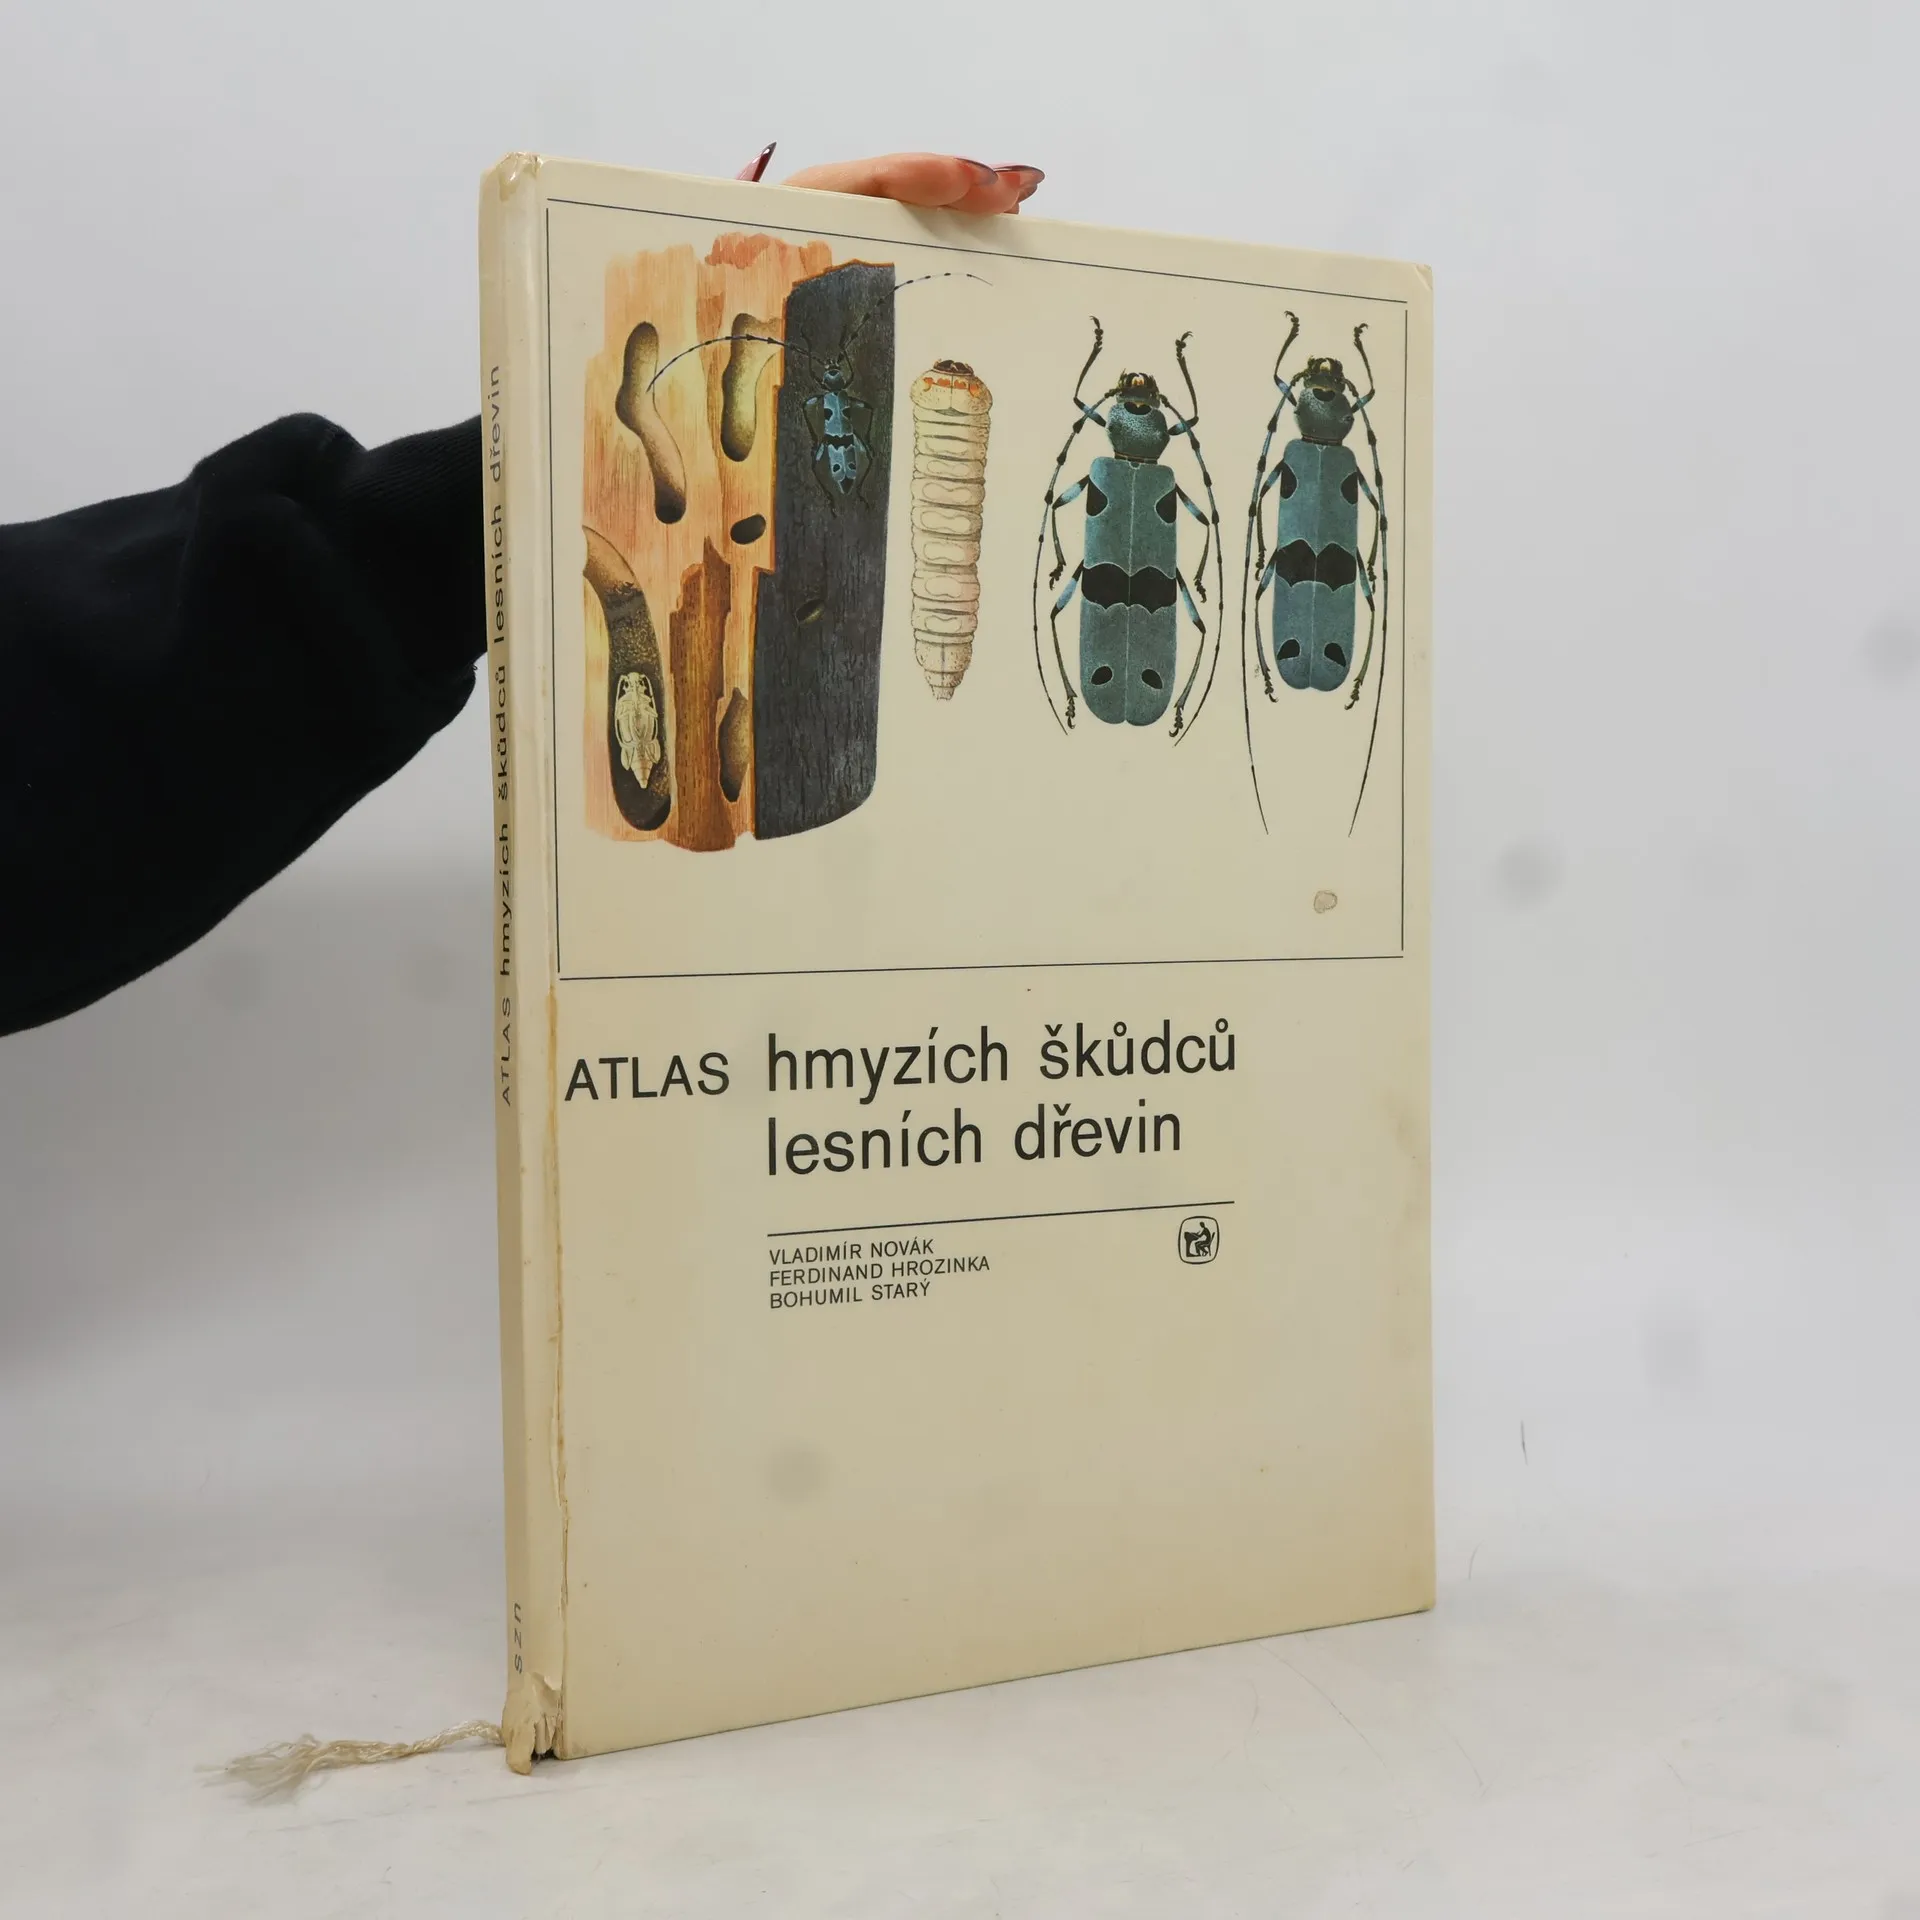 ATLAS hmyzích škůdců lesních dřevin
szn
ATLAS hmyzích škůdců
lesních dřevin
VLADIMÍR NOVÁK
FERDINAND HROZINKA
BOHUMIL STARÝ